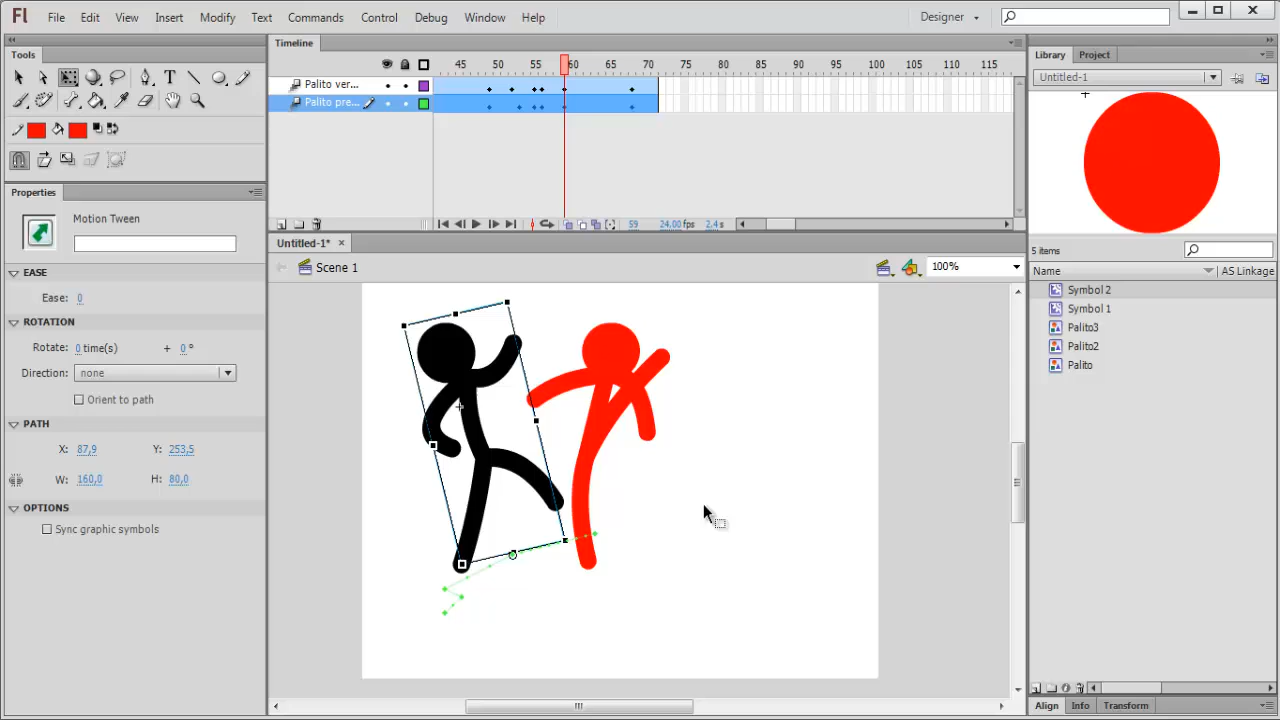 Fl File Edit View Insert Modify Text Commands Control Debug Window Help Designer
Tools
Timeline
Library Project
45 50 55 60 65 70 75 80 85 90 95 100 105 110 115
Untitled-1
Palito ver...
Palito pre...
Properties
Motion Tween
59 24,00 fps 2,4 s
Untitled-1*
5 items
Scene 1
100%
Name AS Linkage
EASE
Ease: 0
ROTATION
Rotate: 0 time(s) + 0 °
Direction: none
Orient to path
PATH
X: 87,9 Y: 253,5
W: 160,0 H: 80,0
OPTIONS
Sync graphic symbols
Symbol 2
Symbol 1
Palito3
Palito2
Palito
Align Info Transform